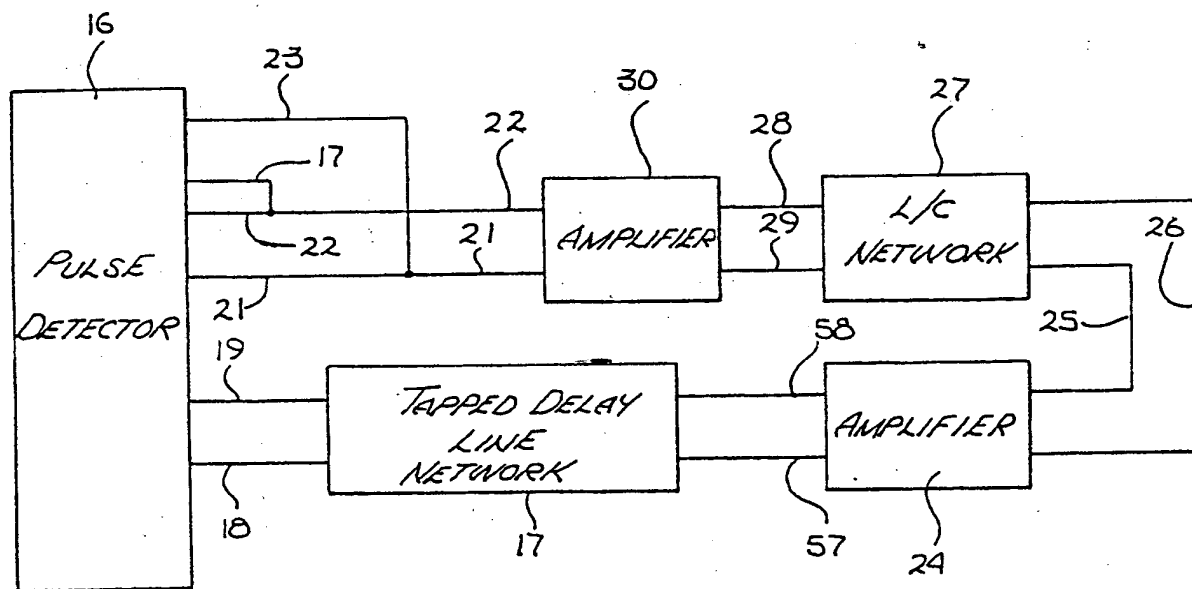 16
23
30
27
17
22
28
L/C
NETWORK
22
21
AMPLIFIER
29
26
PULSE
DETECTOR
21
25
19
58
TAPPED DELAY
LINE
NETWORK
AMPLIFIER
18
17
57
24